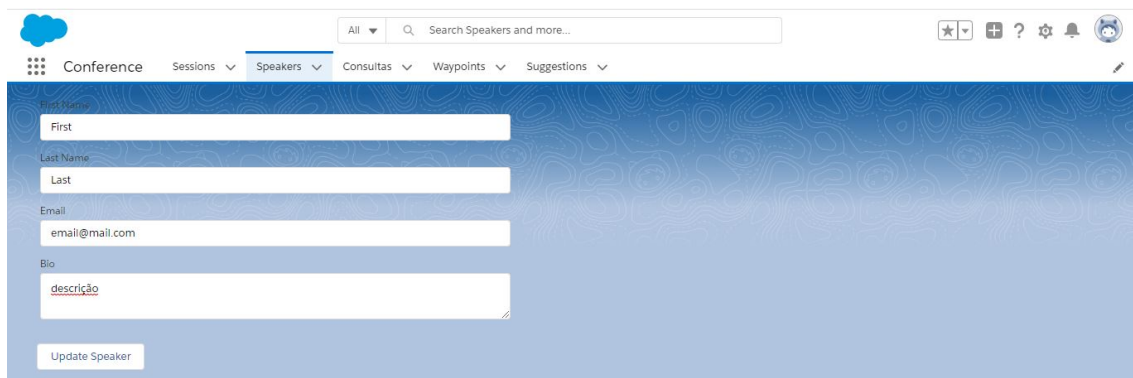 All Search Speakers and more...
Conference Sessions Speakers Consultas Waypoints Suggestions
First Name
First
Last Name
Last
Email
email@mail.com
Bio
descrição
Update Speaker